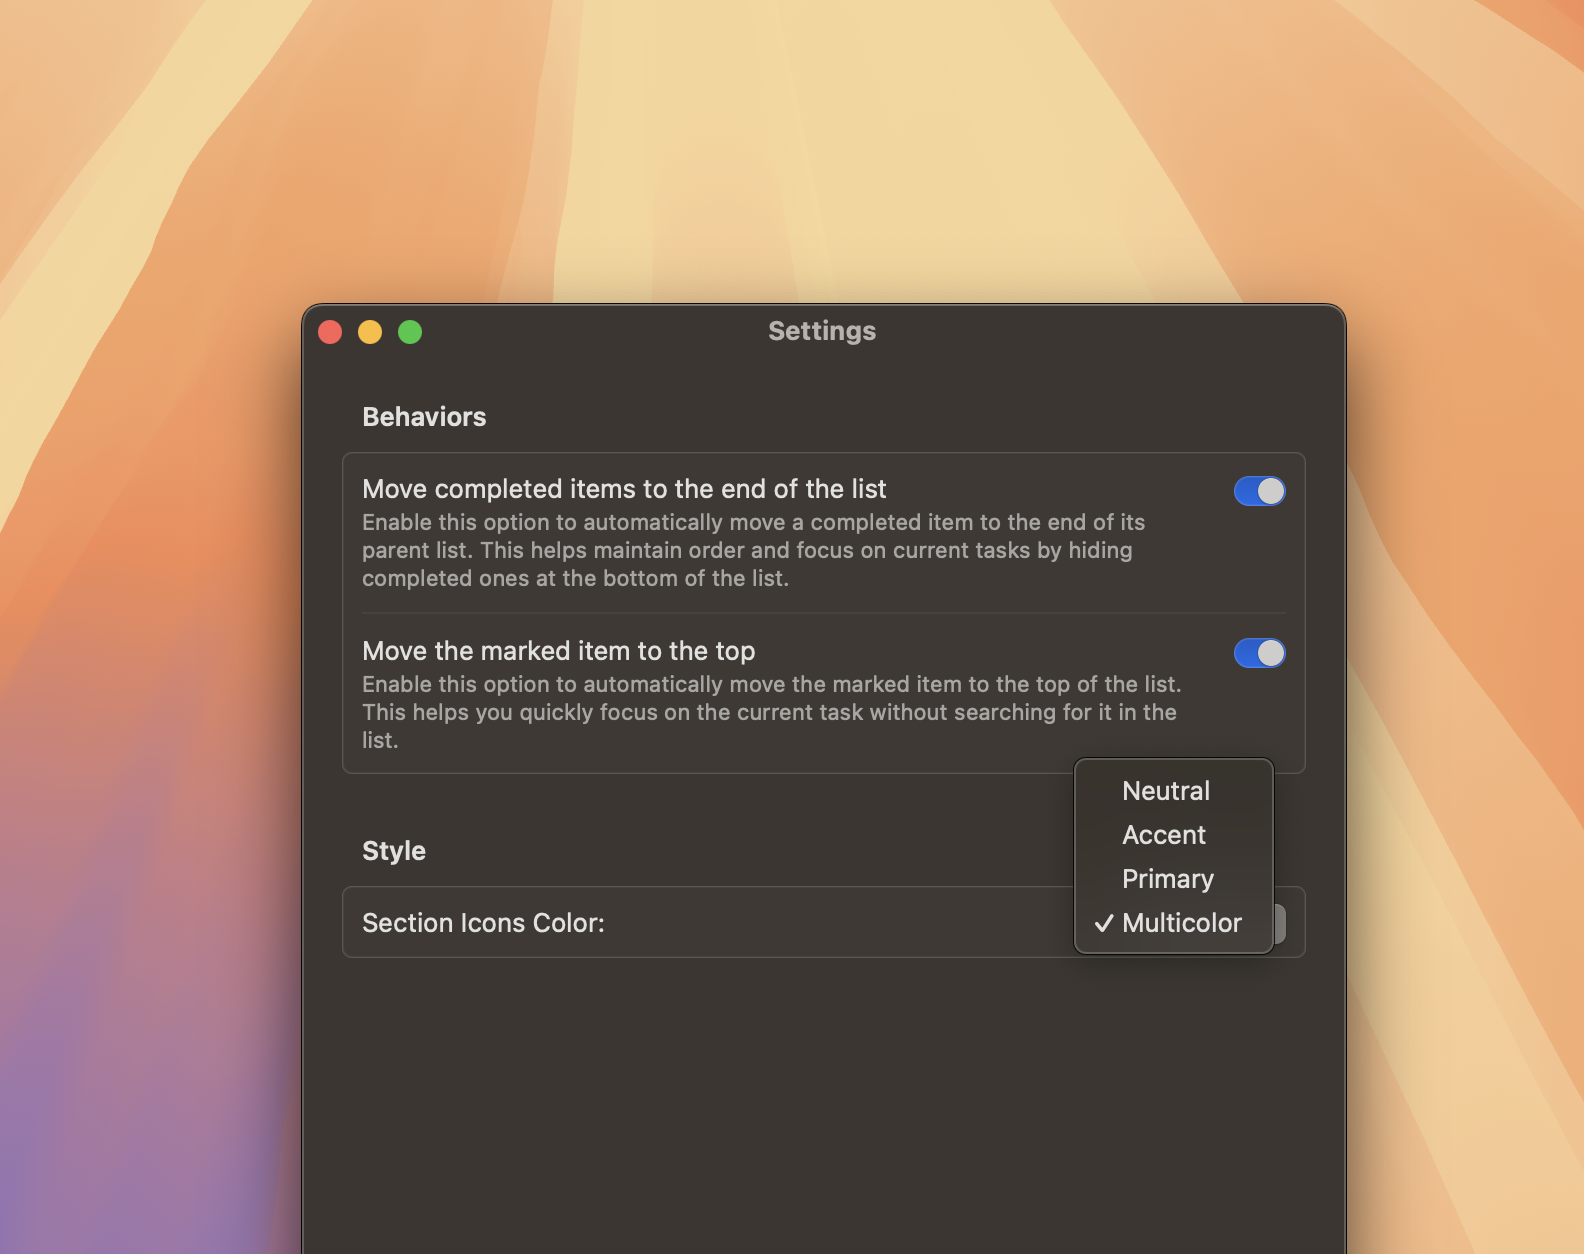 Settings
Behaviors
Move completed items to the end of the list
Enable this option to automatically move a completed item to the end of its
parent list. This helps maintain order and focus on current tasks by hiding
completed ones at the bottom of the list.
Move the marked item to the top
Enable this option to automatically move the marked item to the top of the list.
This helps you quickly focus on the current task without searching for it in the
list.
Style
Section Icons Color:
Neutral
Accent
Primary
✓ Multicolor